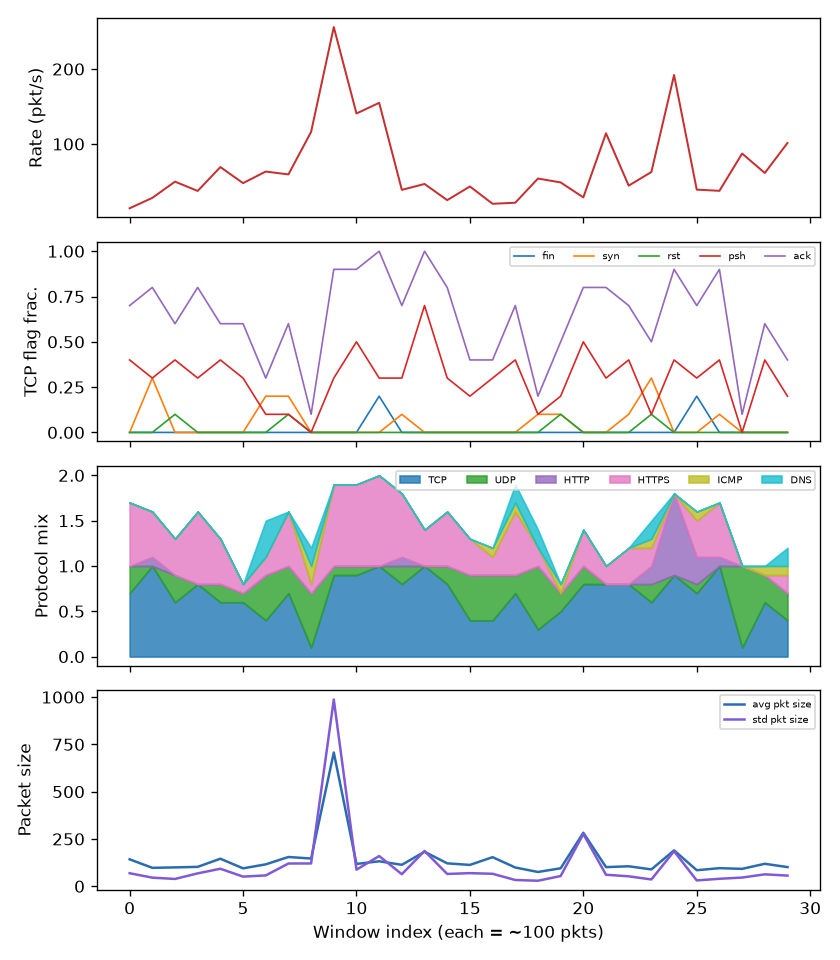 Rate (pkt/s)
200
100
TCP flag frac.
1.00
0.75
0.50
0.25
0.00
fin syn rst psh ack
Protocol mix
2.0
1.5
1.0
0.5
0.0
TCP UDP HTTP HTTPS ICMP DNS
Packet size
1000
750
500
250
0
avg pkt size
std pkt size
0 5 10 15 20 25 30
Window index (each = ~100 pkts)